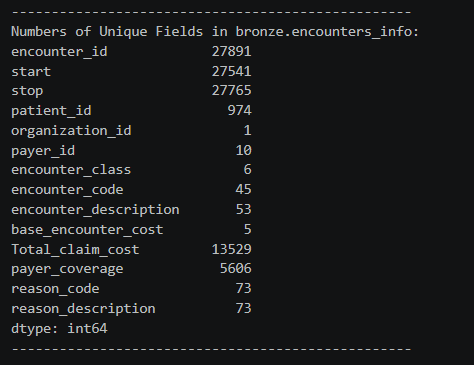 --------------------------------------------------
Numbers of Unique Fields in bronze.encounters_info:
encounter_id             27891
start                    27541
stop                     27765
patient_id                 974
organization_id              1
payer_id                    10
encounter_class              6
encounter_code              45
encounter_description       53
base_encounter_cost          5
Total_claim_cost         13529
payer_coverage            5606
reason_code                 73
reason_description          73
dtype: int64
--------------------------------------------------